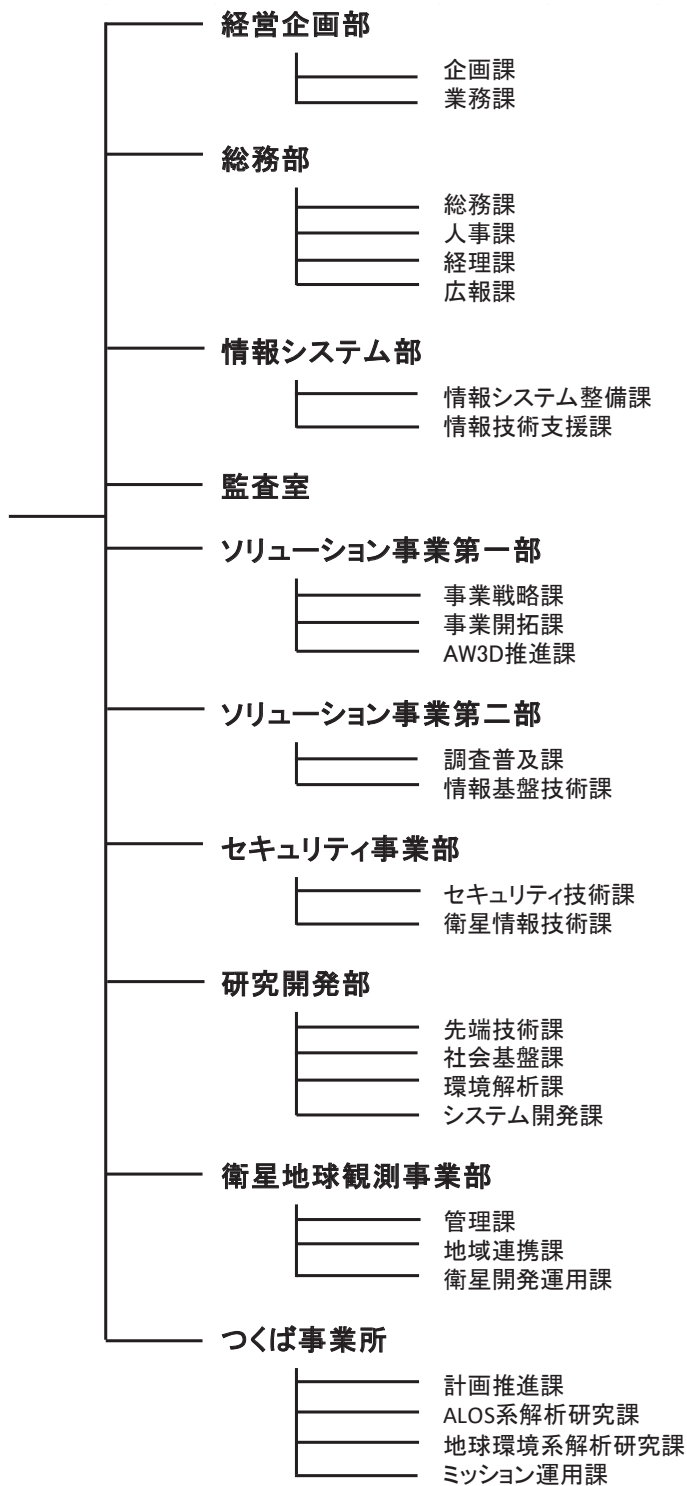 経営企画部
企画課
業務課
総務部
総務課
人事課
経理課
広報課
情報システム部
情報システム整備課
情報技術支援課
監査室
ソリューション事業第一部
事業戦略課
事業開拓課
AW3D推進課
ソリューション事業第二部
調査普及課
情報基盤技術課
セキュリティ事業部
セキュリティ技術課
衛星情報技術課
研究開発部
先端技術課
社会基盤課
環境解析課
システム開発課
衛星地球観測事業部
管理課
地域連携課
衛星開発運用課
つくば事業所
計画推進課
ALOS系解析研究課
地球環境系解析研究課
ミッション運用課